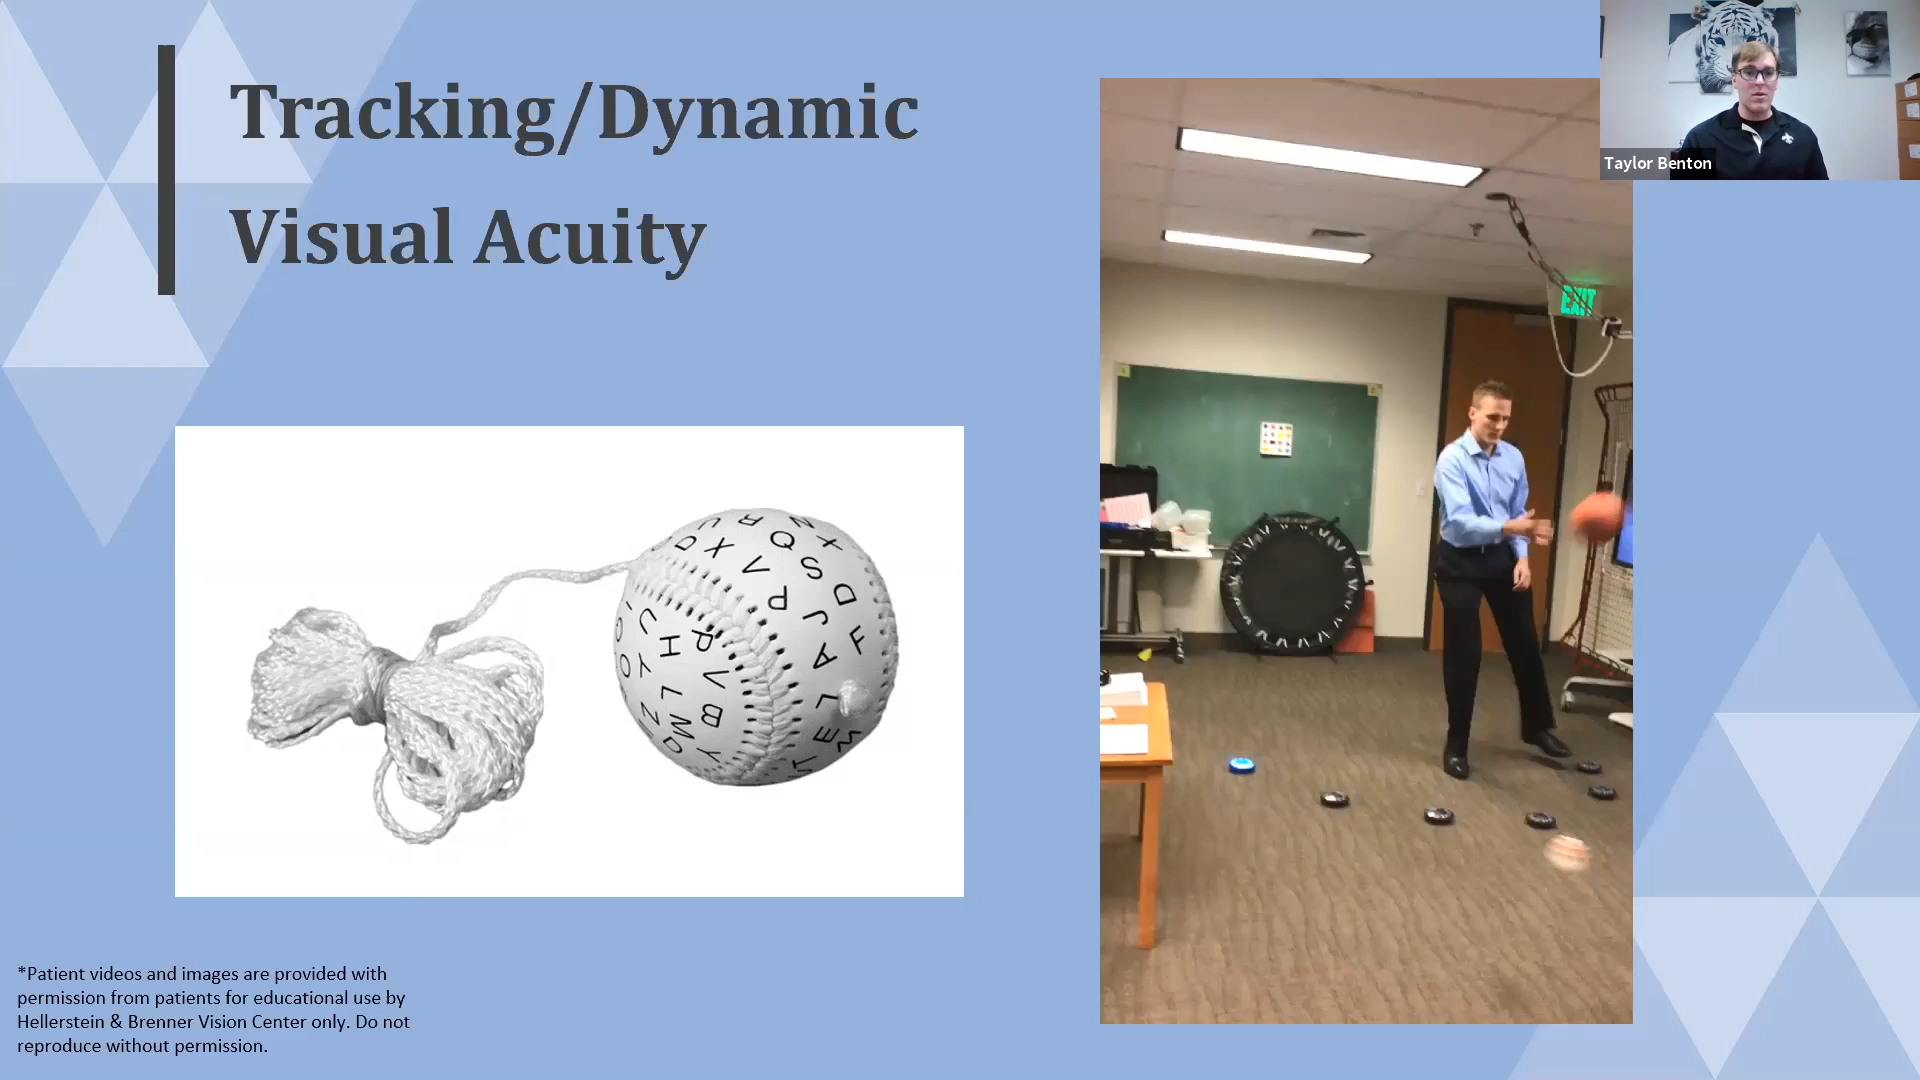 Tracking/Dynamic
Visual Acuity
Taylor Benton
EXIT
*Patient videos and images are provided with
permission from patients for educational use by
Hellerstein & Brenner Vision Center only. Do not
reproduce without permission.